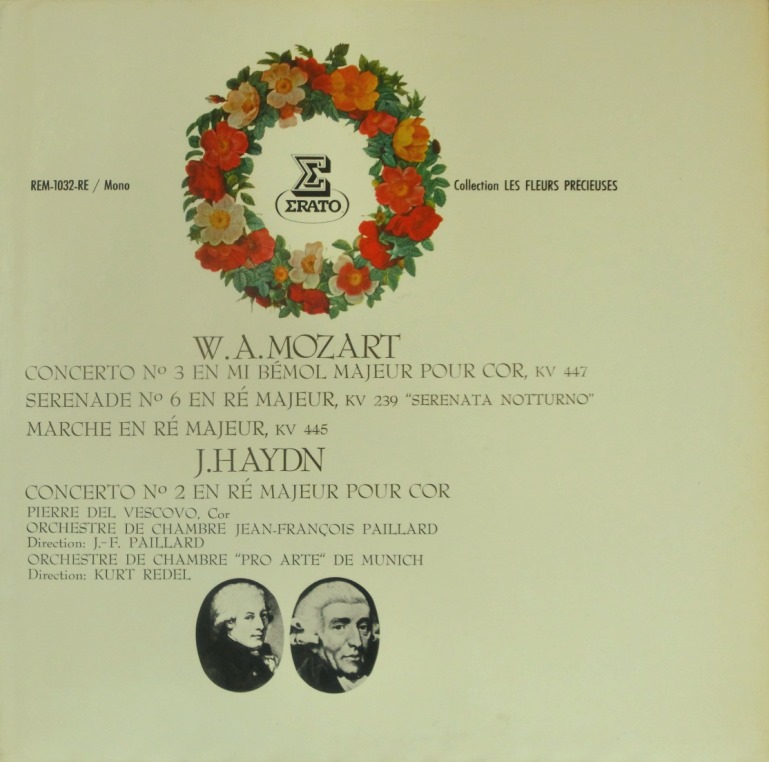 REM-1032-RE / Mono
Σ
ΣRATO
Collection LES FLEURS PRÉCIEUSES
W.A.MOZART
CONCERTO Nº 3 EN MI BÉMOL MAJEUR POUR COR, KV 447
SERENADE Nº 6 EN RÉ MAJEUR, KV 239 "SERENATA NOTTURNO"
MARCHE EN RÉ MAJEUR, KV 445
J.HAYDN
CONCERTO Nº 2 EN RÉ MAJEUR POUR COR
PIERRE DEL VESCOVO, Cor
ORCHESTRE DE CHAMBRE JEAN-FRANÇOIS PAILLARD
Direction: J.-F. PAILLARD
ORCHESTRE DE CHAMBRE "PRO ARTE" DE MUNICH
Direction: KURT REDEL